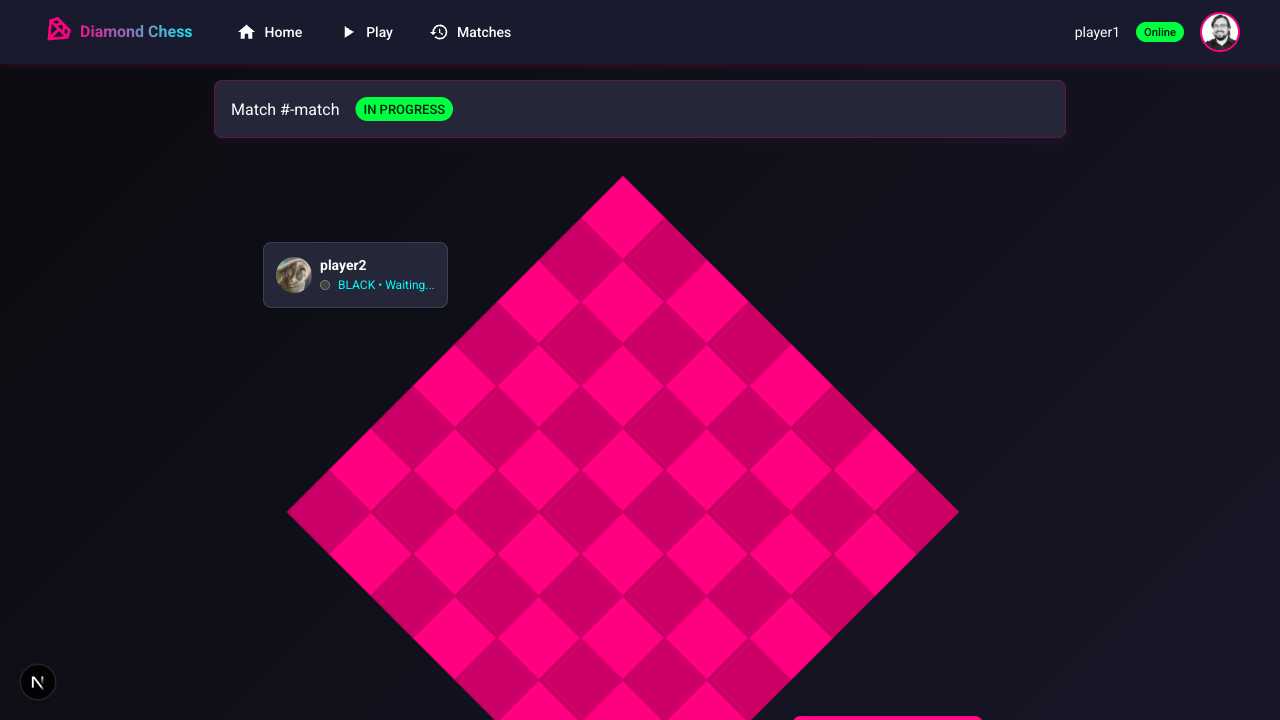 Diamond Chess
Home
Play
Matches
player1
Online
Match #-match
IN PROGRESS
player2
BLACK • Waiting...
N